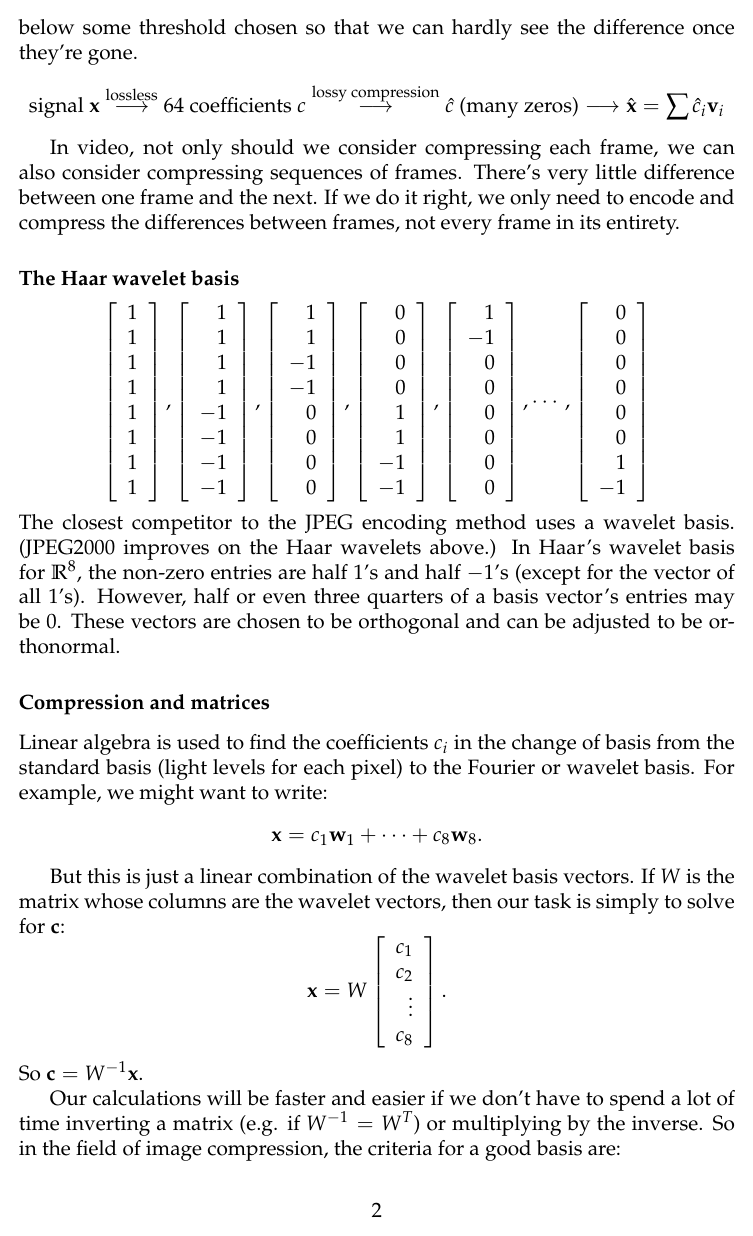 below some threshold chosen so that we can hardly see the difference once
they're gone.
signal x lossless⟶ 64 coefficients c lossy compression⟶ ĉ (many zeros) ⟶ x̂ = ∑ ĉᵢvᵢ
In video, not only should we consider compressing each frame, we can
also consider compressing sequences of frames. There's very little difference
between one frame and the next. If we do it right, we only need to encode and
compress the differences between frames, not every frame in its entirety.
The Haar wavelet basis
[ 1 ] [ 1 ] [ 1 ] [ 0 ] [ 1 ] [ 0 ]
[ 1 ] [ 1 ] [ 1 ] [ 0 ] [ −1 ] [ 0 ]
[ 1 ] [ 1 ] [ −1 ] [ 0 ] [ 0 ] [ 0 ]
[ 1 ] [ 1 ] [ −1 ] [ 0 ] [ 0 ] [ 0 ]
[ 1 ] , [ −1 ] , [ 0 ] , [ 1 ] , [ 0 ] , ··· , [ 0 ]
[ 1 ] [ −1 ] [ 0 ] [ 1 ] [ 0 ] [ 0 ]
[ 1 ] [ −1 ] [ 0 ] [ −1 ] [ 0 ] [ 1 ]
[ 1 ] [ −1 ] [ 0 ] [ −1 ] [ 0 ] [ −1 ]
The closest competitor to the JPEG encoding method uses a wavelet basis.
(JPEG2000 improves on the Haar wavelets above.) In Haar's wavelet basis
for ℝ⁸, the non-zero entries are half 1's and half −1's (except for the vector of
all 1's). However, half or even three quarters of a basis vector's entries may
be 0. These vectors are chosen to be orthogonal and can be adjusted to be or-
thonormal.
Compression and matrices
Linear algebra is used to find the coefficients cᵢ in the change of basis from the
standard basis (light levels for each pixel) to the Fourier or wavelet basis. For
example, we might want to write:
x = c₁w₁ + ··· + c₈w₈.
But this is just a linear combination of the wavelet basis vectors. If W is the
matrix whose columns are the wavelet vectors, then our task is simply to solve
for c:
[ c₁ ]
[ c₂ ]
x = W [ ⋮ ] .
[ c₈ ]
So c = W⁻¹x.
Our calculations will be faster and easier if we don't have to spend a lot of
time inverting a matrix (e.g. if W⁻¹ = Wᵀ) or multiplying by the inverse. So
in the field of image compression, the criteria for a good basis are:
2